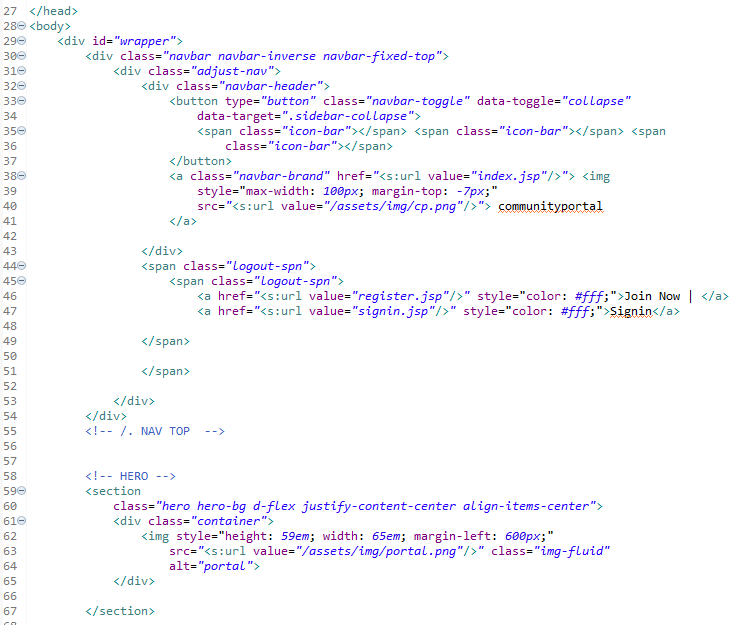 27 </head>
28 <body>
29 <div id="wrapper">
30 <div class="navbar navbar-inverse navbar-fixed-top">
31 <div class="adjust-nav">
32 <div class="navbar-header">
33 <button type="button" class="navbar-toggle" data-toggle="collapse"
34 data-target=".sidebar-collapse">
35 <span class="icon-bar"></span> <span class="icon-bar"></span> <span
36 class="icon-bar"></span>
37 </button>
38 <a class="navbar-brand" href="<s:url value="index.jsp"/>"> <img
39 style="max-width: 100px; margin-top: -7px;"
40 src="<s:url value="/assets/img/cp.png"/>"> communityportal
41 </a>
42
43 </div>
44 <span class="logout-spn">
45 <span class="logout-spn">
46 <a href="<s:url value="register.jsp"/>" style="color: #fff;">Join Now | </a>
47 <a href="<s:url value="signin.jsp"/>" style="color: #fff;">Signin</a>
48
49 </span>
50
51 </span>
52
53 </div>
54 </div>
55 <!-- /. NAV TOP  -->
56
57
58 <!-- HERO -->
59 <section
60 class="hero hero-bg d-flex justify-content-center align-items-center">
61 <div class="container">
62 <img style="height: 59em; width: 65em; margin-left: 600px;"
63 src="<s:url value="/assets/img/portal.png"/>" class="img-fluid"
64 alt="portal">
65 </div>
66
67 </section>